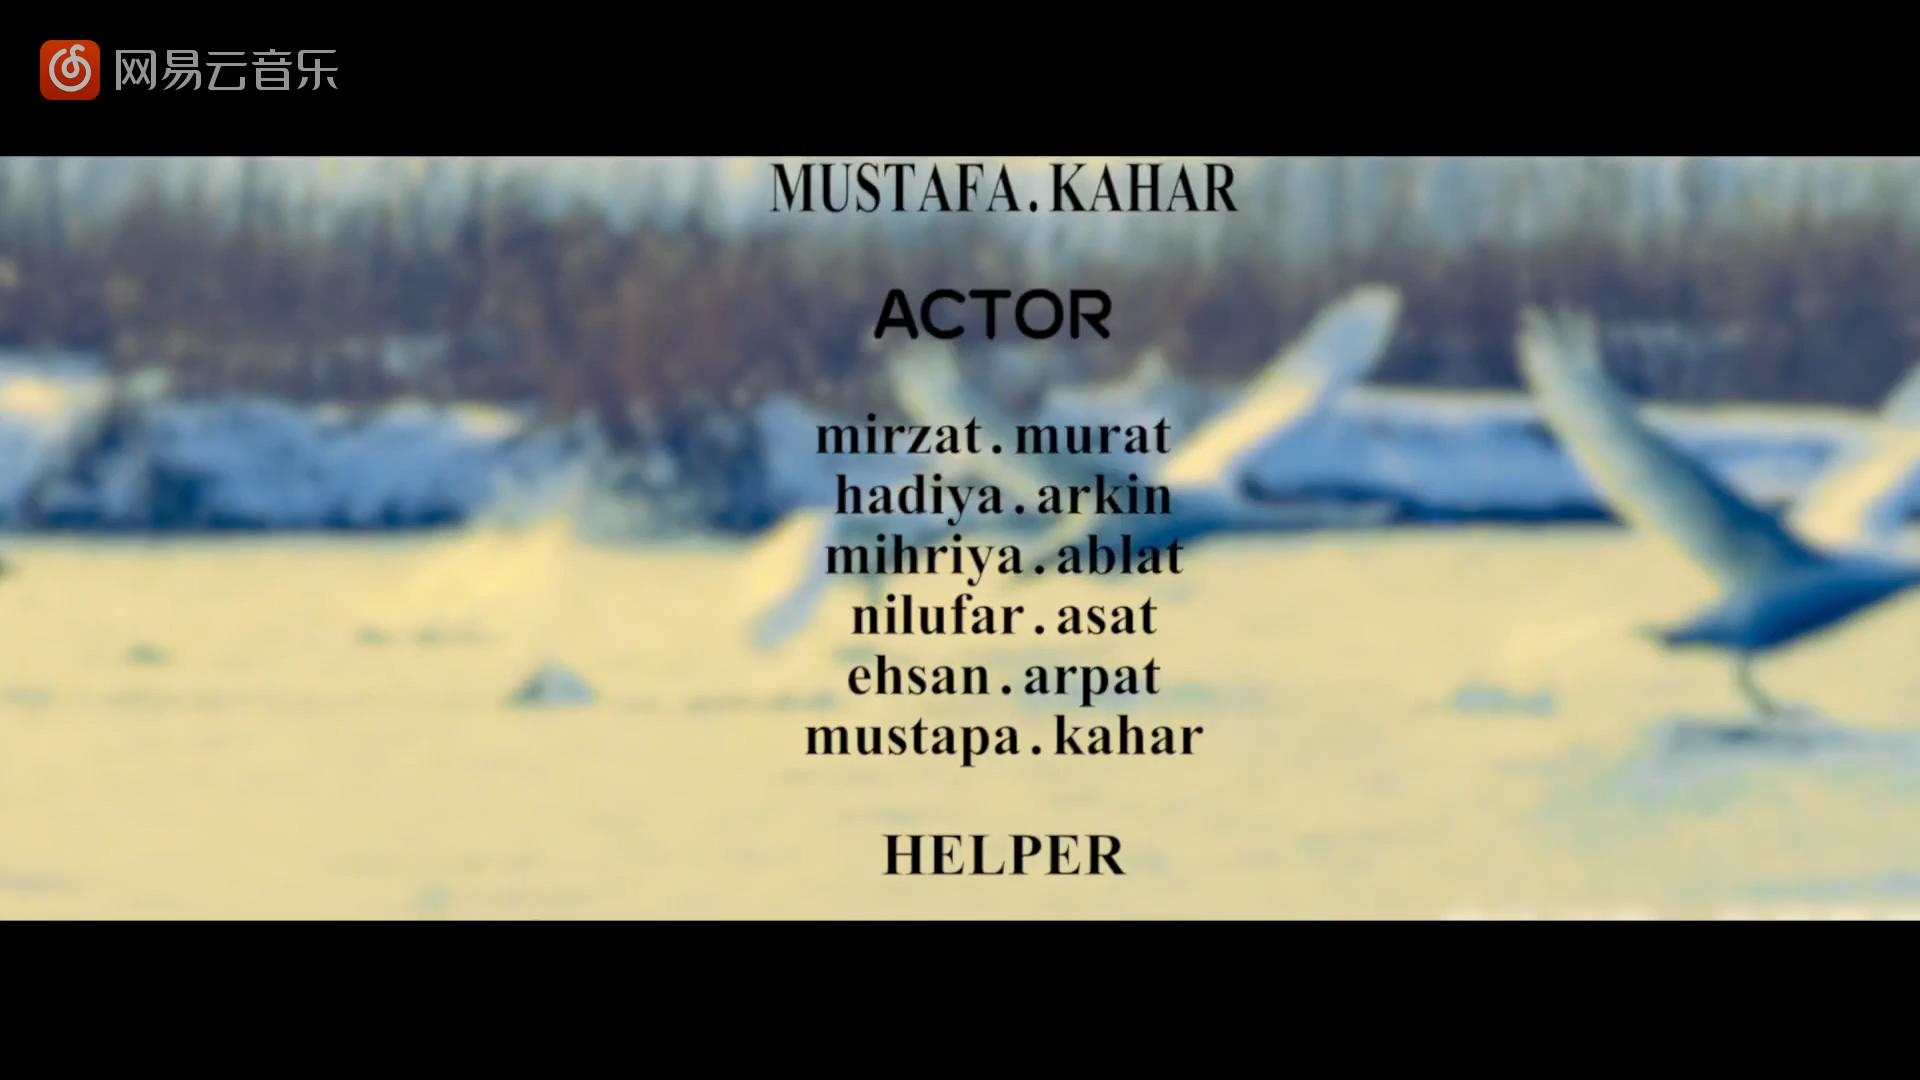 网易云音乐
MUSTAFA.KAHAR
ACTOR
mirzat.murat
hadiya.arkin
mihriya.ablat
nilufar.asat
ehsan.arpat
mustapa.kahar
HELPER